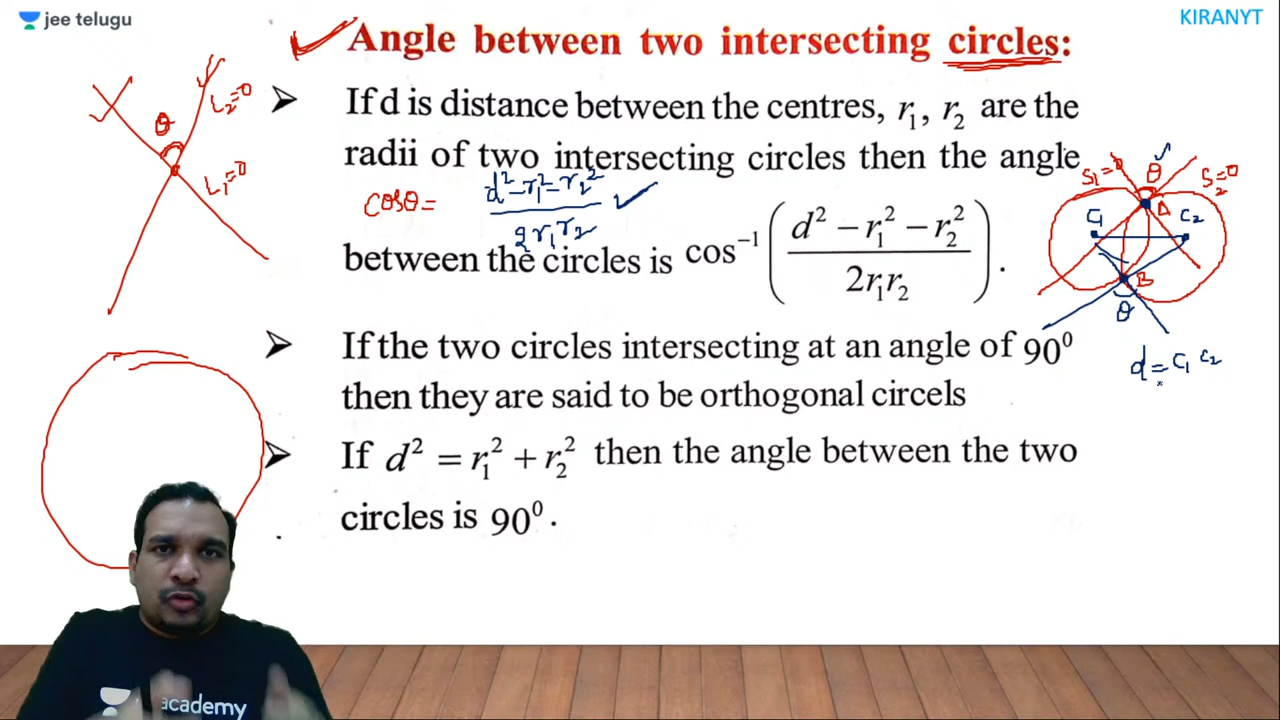 jee telugu
KIRANYT
Angle between two intersecting circles:
➢ If d is distance between the centres, r₁, r₂ are the
radii of two intersecting circles then the angle
cosθ = d² - r₁² - r₂² / 2r₁r₂
between the circles is cos⁻¹ ( d² - r₁² - r₂² / 2r₁r₂ ) .
➢ If the two circles intersecting at an angle of 90⁰
then they are said to be orthogonal circels
➢ If d² = r₁² + r₂² then the angle between the two
circles is 90⁰ .
θ
L₂=0
L₁=0
S₁=0 θ S₂=0
A
C₁ C₂
B
θ
d = C₁ C₂
academy